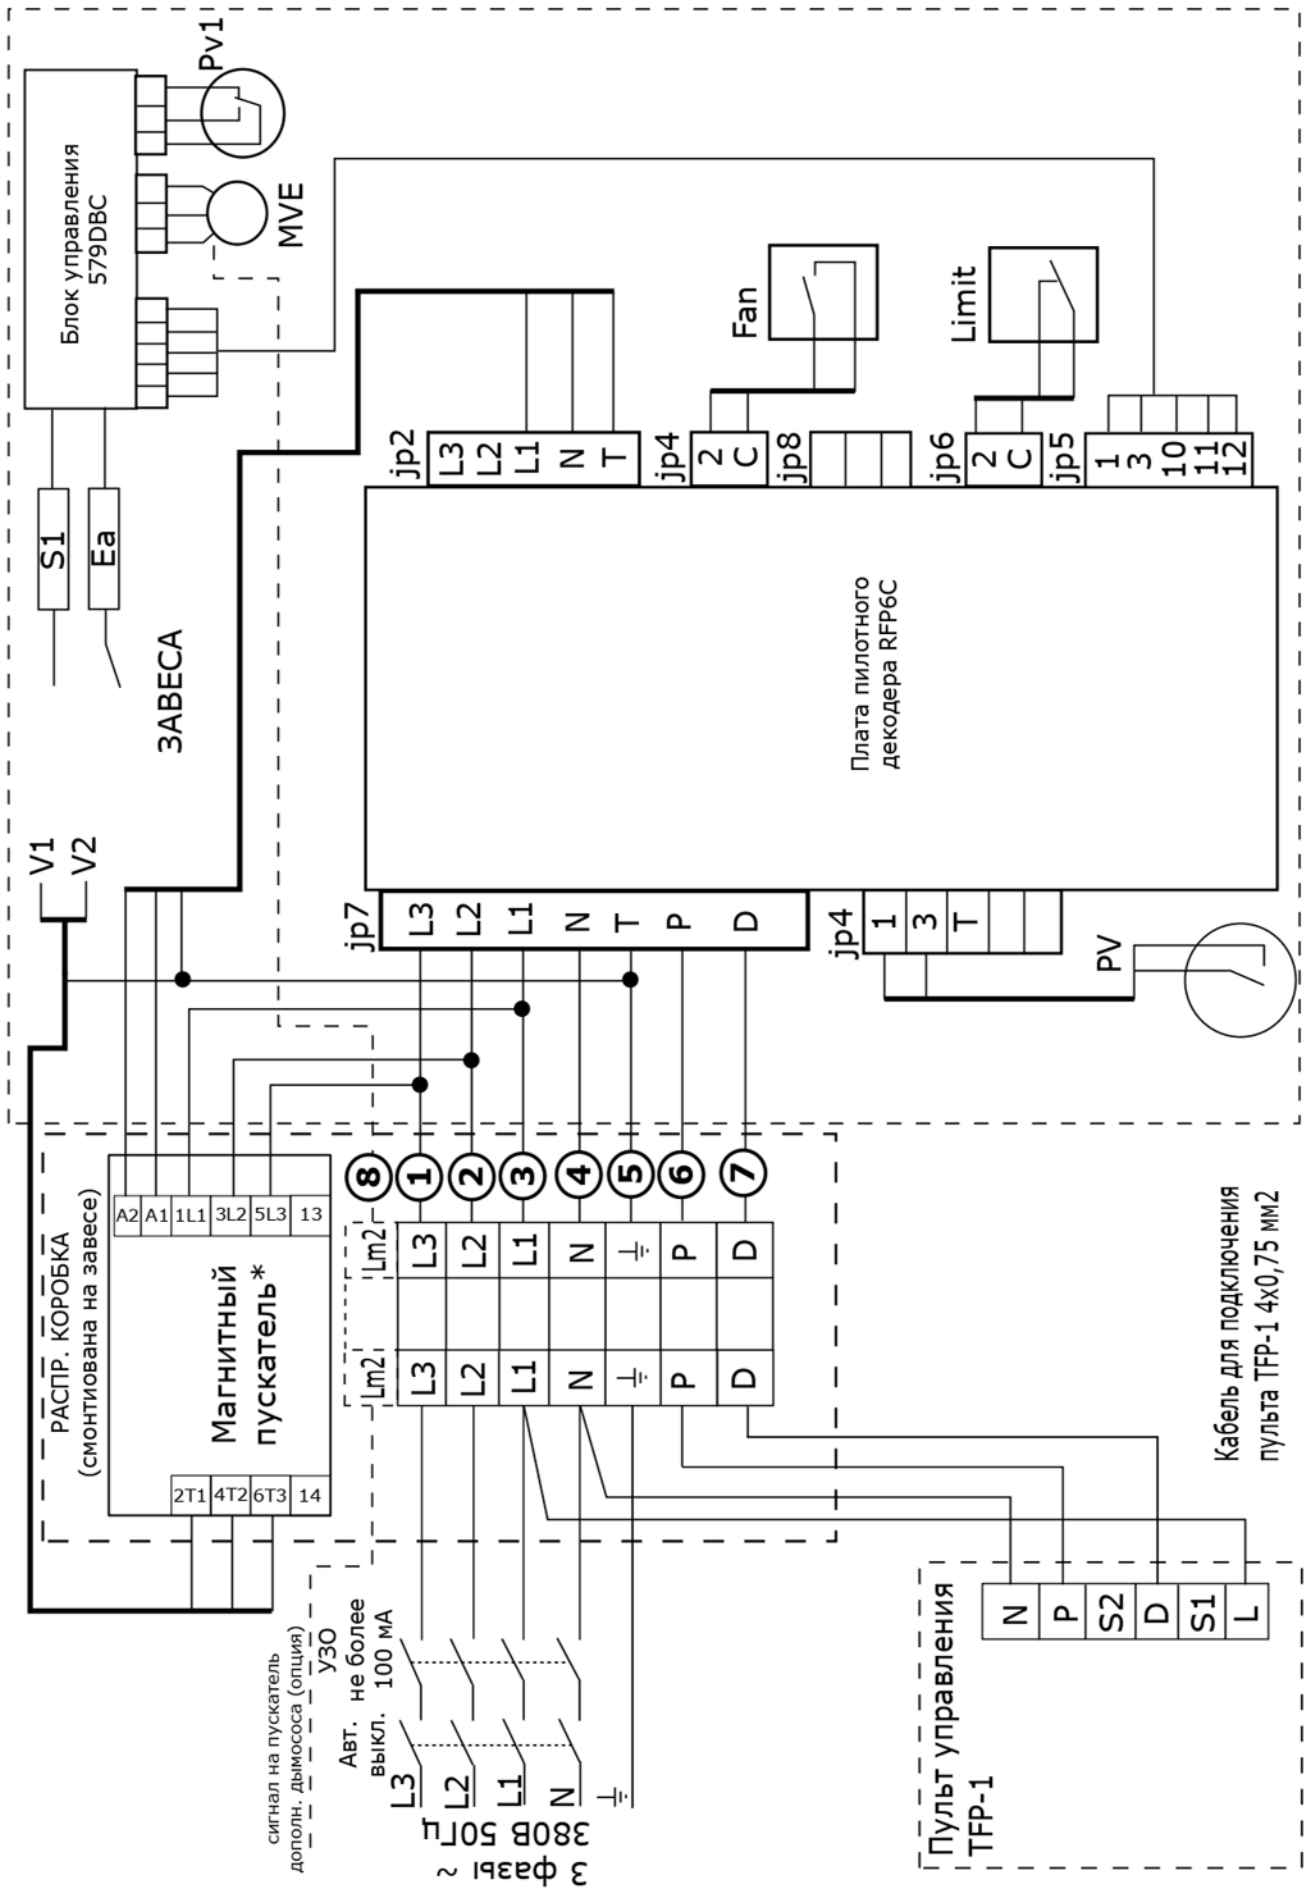 Блок управления
579DBC
Pv1
MVE
S1
Ea
ЗАВЕСА
V1
V2
jp2
L3
L2
L1
N
T
jp4
2
C
jp8
jp6
2
C
jp5
1
3
10
11
12
Fan
Limit
Плата пилотного
декодера RFP6C
jp7
L3
L2
L1
N
T
P
D
jp4
1
3
T
PV
РАСПР. КОРОБКА
(смонтиована на завесе)
A2
A1
1L1
3L2
5L3
13
Магнитный
пускатель*
2T1
4T2
6T3
14
8
1
2
3
4
5
6
7
Lm2
L3
L2
L1
N
P
D
Lm2
L3
L2
L1
N
P
D
Кабель для подключения
пульта TFP-1 4x0,75 мм2
сигнал на пускатель
дополн. дымососа (опция)
УЗО
не более
100 мА
Авт.
выкл.
L3
L2
L1
N
3 фазы ~
380В 50Гц
Пульт управления
TFP-1
N
P
S2
D
S1
L